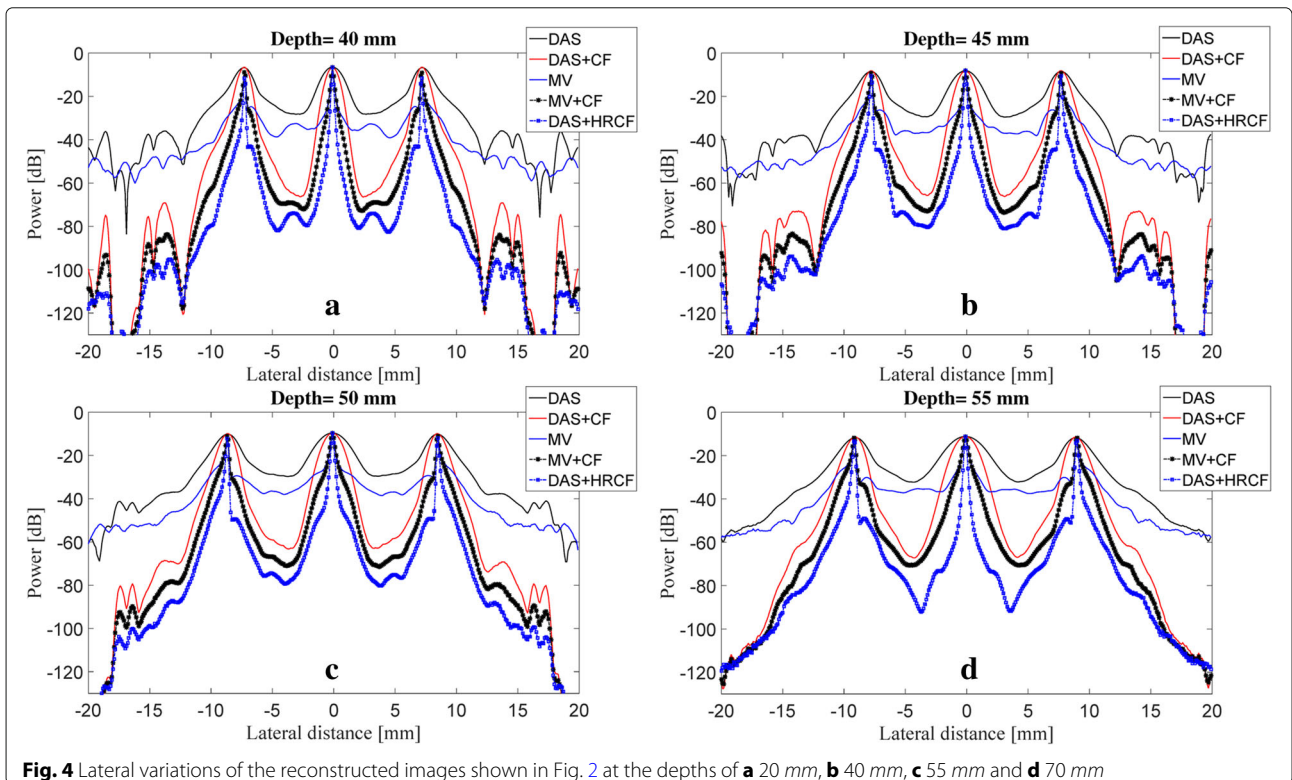 Depth= 40 mm
DAS
DAS+CF
MV
MV+CF
DAS+HRCF
Power [dB]
0
-20
-40
-60
-80
-100
-120
a
-20 -15 -10 -5 0 5 10 15 20
Lateral distance [mm]
Depth= 45 mm
DAS
DAS+CF
MV
MV+CF
DAS+HRCF
Power [dB]
0
-20
-40
-60
-80
-100
-120
b
-20 -15 -10 -5 0 5 10 15 20
Lateral distance [mm]
Depth= 50 mm
DAS
DAS+CF
MV
MV+CF
DAS+HRCF
Power [dB]
0
-20
-40
-60
-80
-100
-120
c
-20 -15 -10 -5 0 5 10 15 20
Lateral distance [mm]
Depth= 55 mm
DAS
DAS+CF
MV
MV+CF
DAS+HRCF
Power [dB]
0
-20
-40
-60
-80
-100
-120
d
-20 -15 -10 -5 0 5 10 15 20
Lateral distance [mm]
Fig. 4 Lateral variations of the reconstructed images shown in Fig. 2 at the depths of a 20 mm, b 40 mm, c 55 mm and d 70 mm